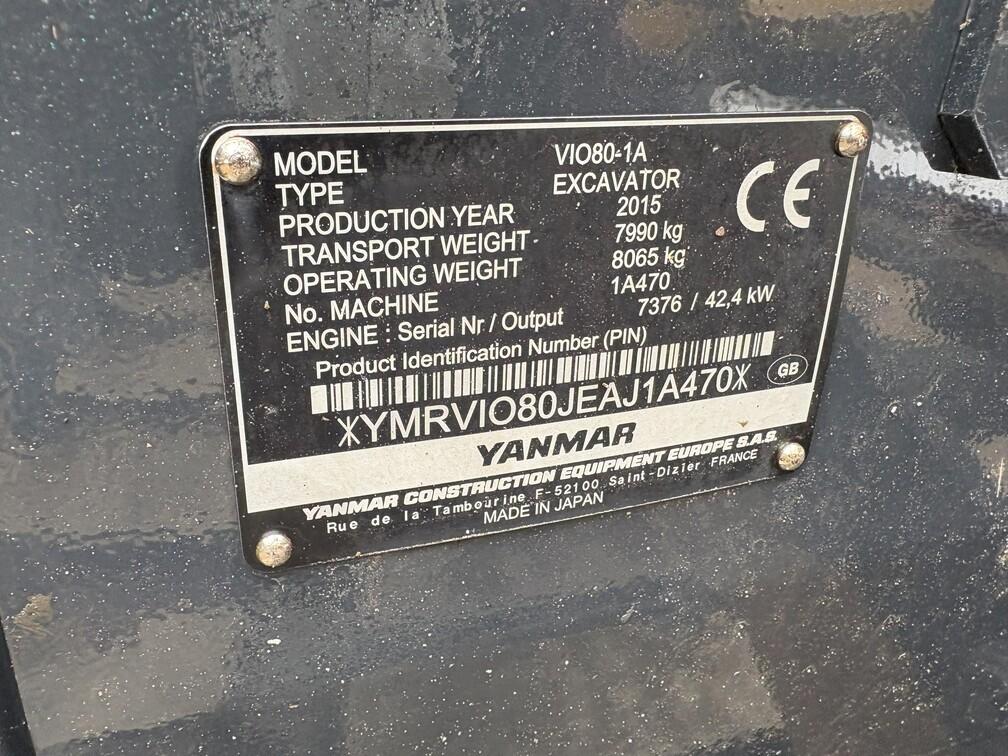 MODEL VIO80-1A
TYPE EXCAVATOR
PRODUCTION YEAR 2015
TRANSPORT WEIGHT 7990 kg
OPERATING WEIGHT 8065 kg
No. MACHINE 1A470
ENGINE : Serial Nr / Output 7376 / 42,4 kW
CE
Product Identification Number (PIN)
GB
*YMRVIO80JEAJ1A470*
YANMAR
YANMAR CONSTRUCTION EQUIPMENT EUROPE S.A.S.
Rue de la Tambourine F-52100 Saint-Dizier FRANCE
MADE IN JAPAN